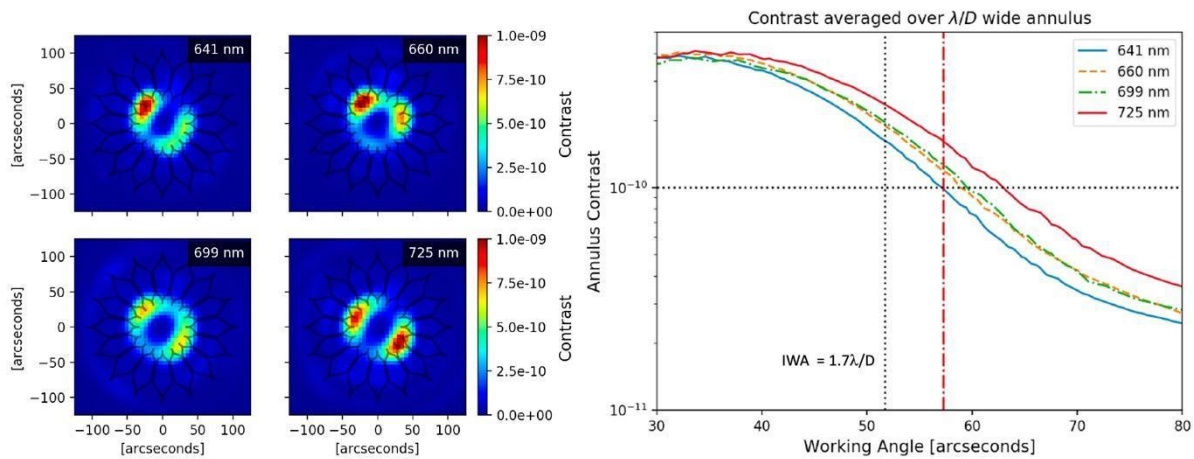 641 nm
660 nm
1.0e-09
7.5e-10
5.0e-10
2.5e-10
0.0e+00
Contrast
[arcseconds]
100
50
0
−50
−100
699 nm
725 nm
1.0e-09
7.5e-10
5.0e-10
2.5e-10
0.0e+00
Contrast
[arcseconds]
100
50
0
−50
−100
−100 −50 0 50 100
[arcseconds]
−100 −50 0 50 100
[arcseconds]
Contrast averaged over λ/D wide annulus
641 nm
660 nm
699 nm
725 nm
Annulus Contrast
10⁻¹⁰
10⁻¹¹
IWA = 1.7λ/D
30 40 50 60 70 80
Working Angle [arcseconds]